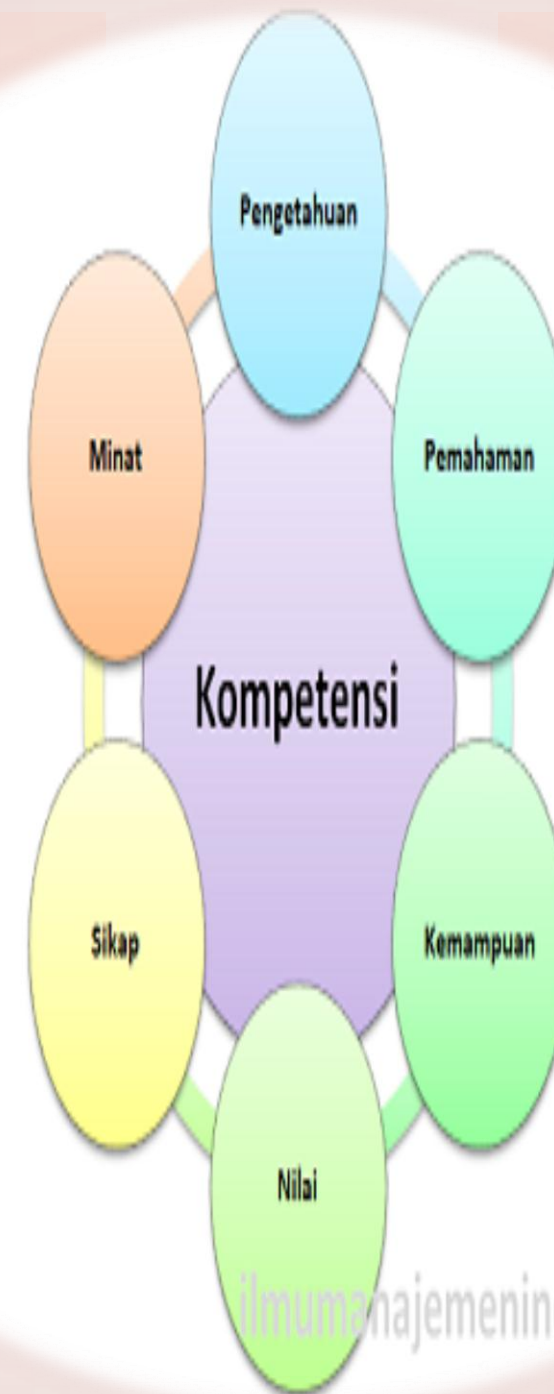 Pengetahuan
Minat
Pemahaman
Kompetensi
Sikap
Kemampuan
Nilai
ilmumanajemenin